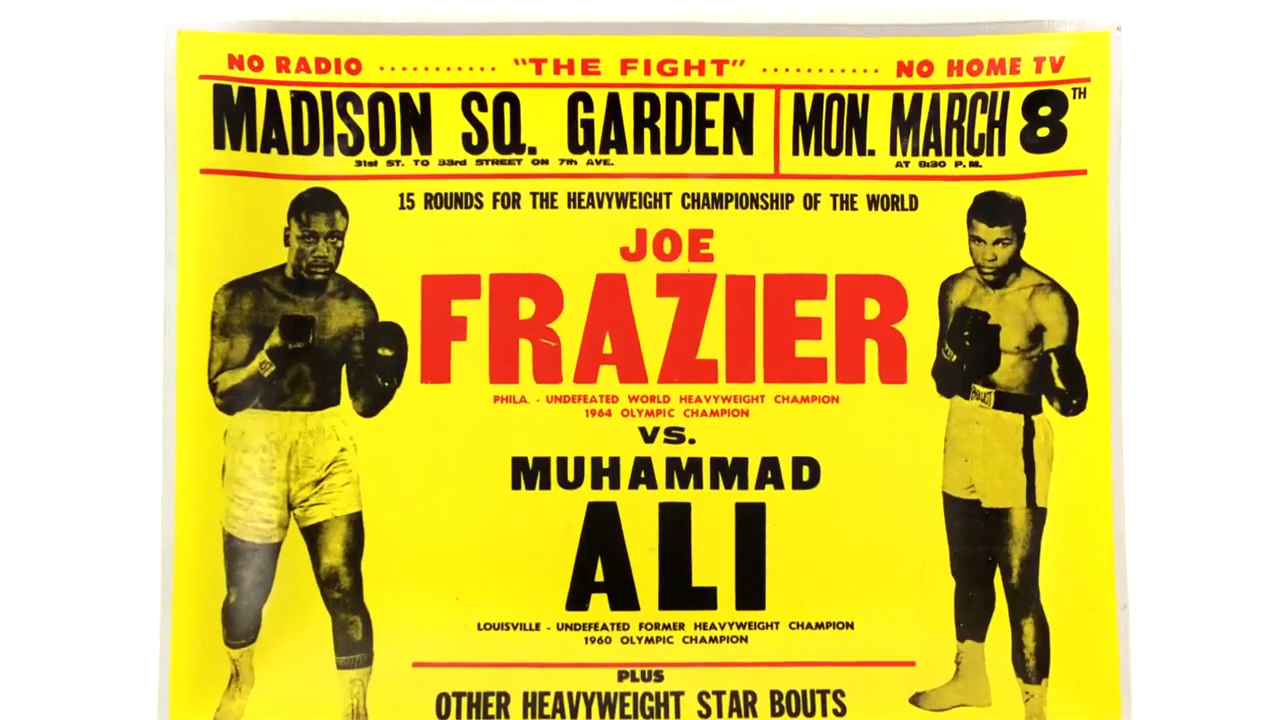 NO RADIO ........... "THE FIGHT" ........... NO HOME TV
MADISON SQ. GARDEN
31st ST. TO 33rd STREET ON 7th AVE.
MON. MARCH 8TH
AT 8:30 P.M.
15 ROUNDS FOR THE HEAVYWEIGHT CHAMPIONSHIP OF THE WORLD
JOE
FRAZIER
PHILA. - UNDEFEATED WORLD HEAVYWEIGHT CHAMPION
1964 OLYMPIC CHAMPION
VS.
MUHAMMAD
ALI
LOUISVILLE - UNDEFEATED FORMER HEAVYWEIGHT CHAMPION
1960 OLYMPIC CHAMPION
PLUS
OTHER HEAVYWEIGHT STAR BOUTS